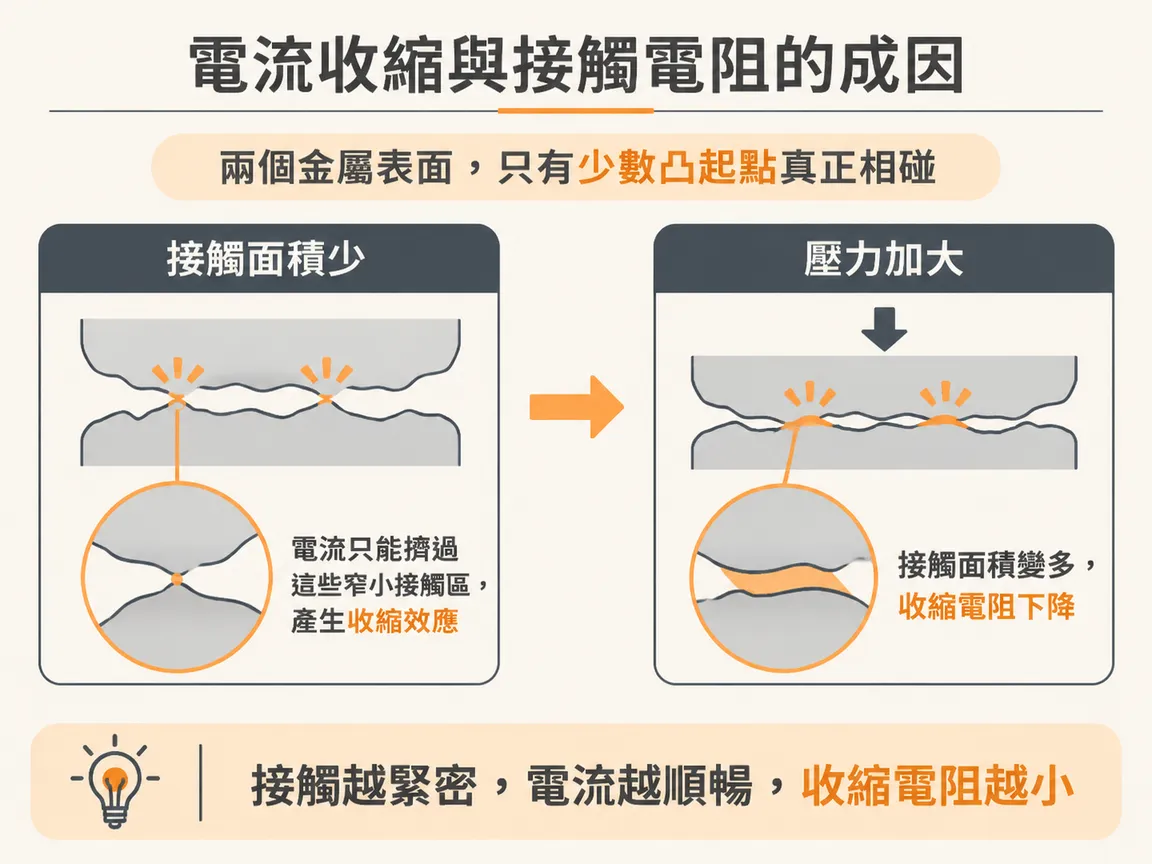 電流收縮與接觸電阻的成因
兩個金屬表面，只有少數凸起點真正相碰
接觸面積少
電流只能擠過
這些窄小接觸區，
產生收縮效應
壓力加大
接觸面積變多，
收縮電阻下降
接觸越緊密，電流越順暢，收縮電阻越小